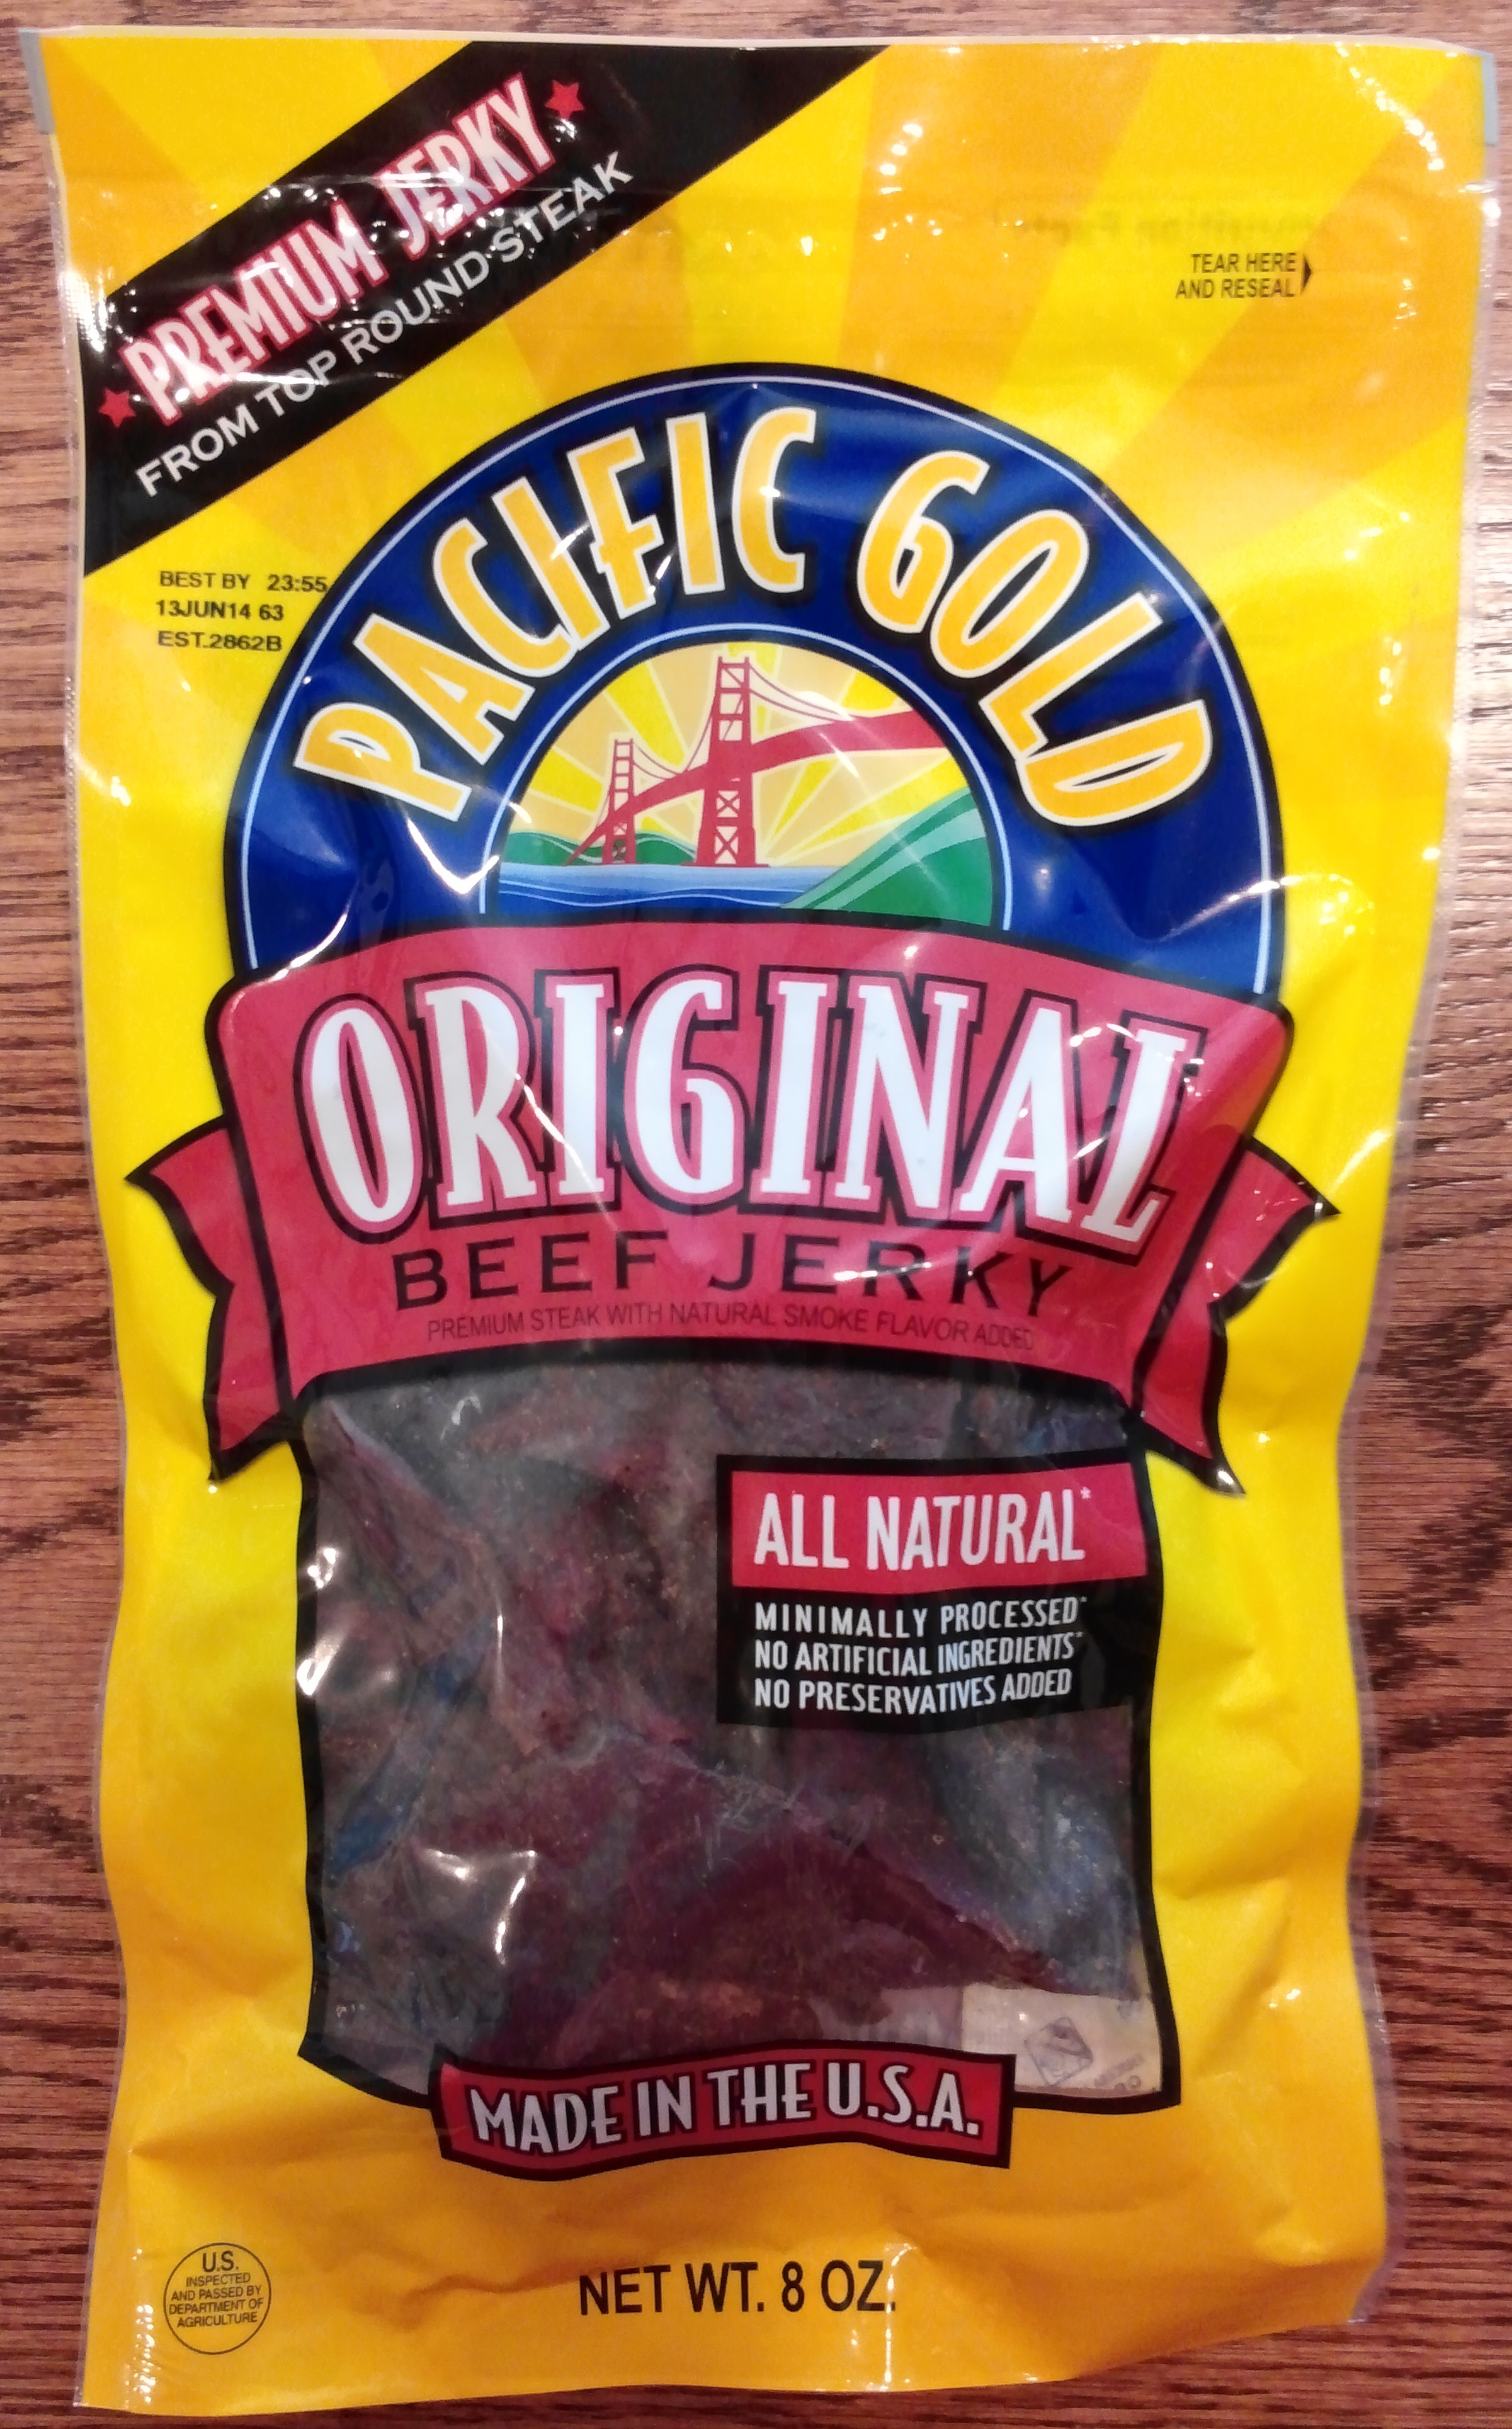 PREMIUM JERKY
FROM TOP ROUND STEAK
TEAR HERE
AND RESEAL
BEST BY 23:55
13JUN14 63
EST.2862B
PACIFIC GOLD
ORIGINAL
BEEF JERKY
PREMIUM STEAK WITH NATURAL SMOKE FLAVOR ADDED
ALL NATURAL*
MINIMALLY PROCESSED*
NO ARTIFICIAL INGREDIENTS*
NO PRESERVATIVES ADDED
MADE IN THE U.S.A.
U.S.
INSPECTED
AND PASSED BY
DEPARTMENT OF
AGRICULTURE
NET WT. 8 OZ.